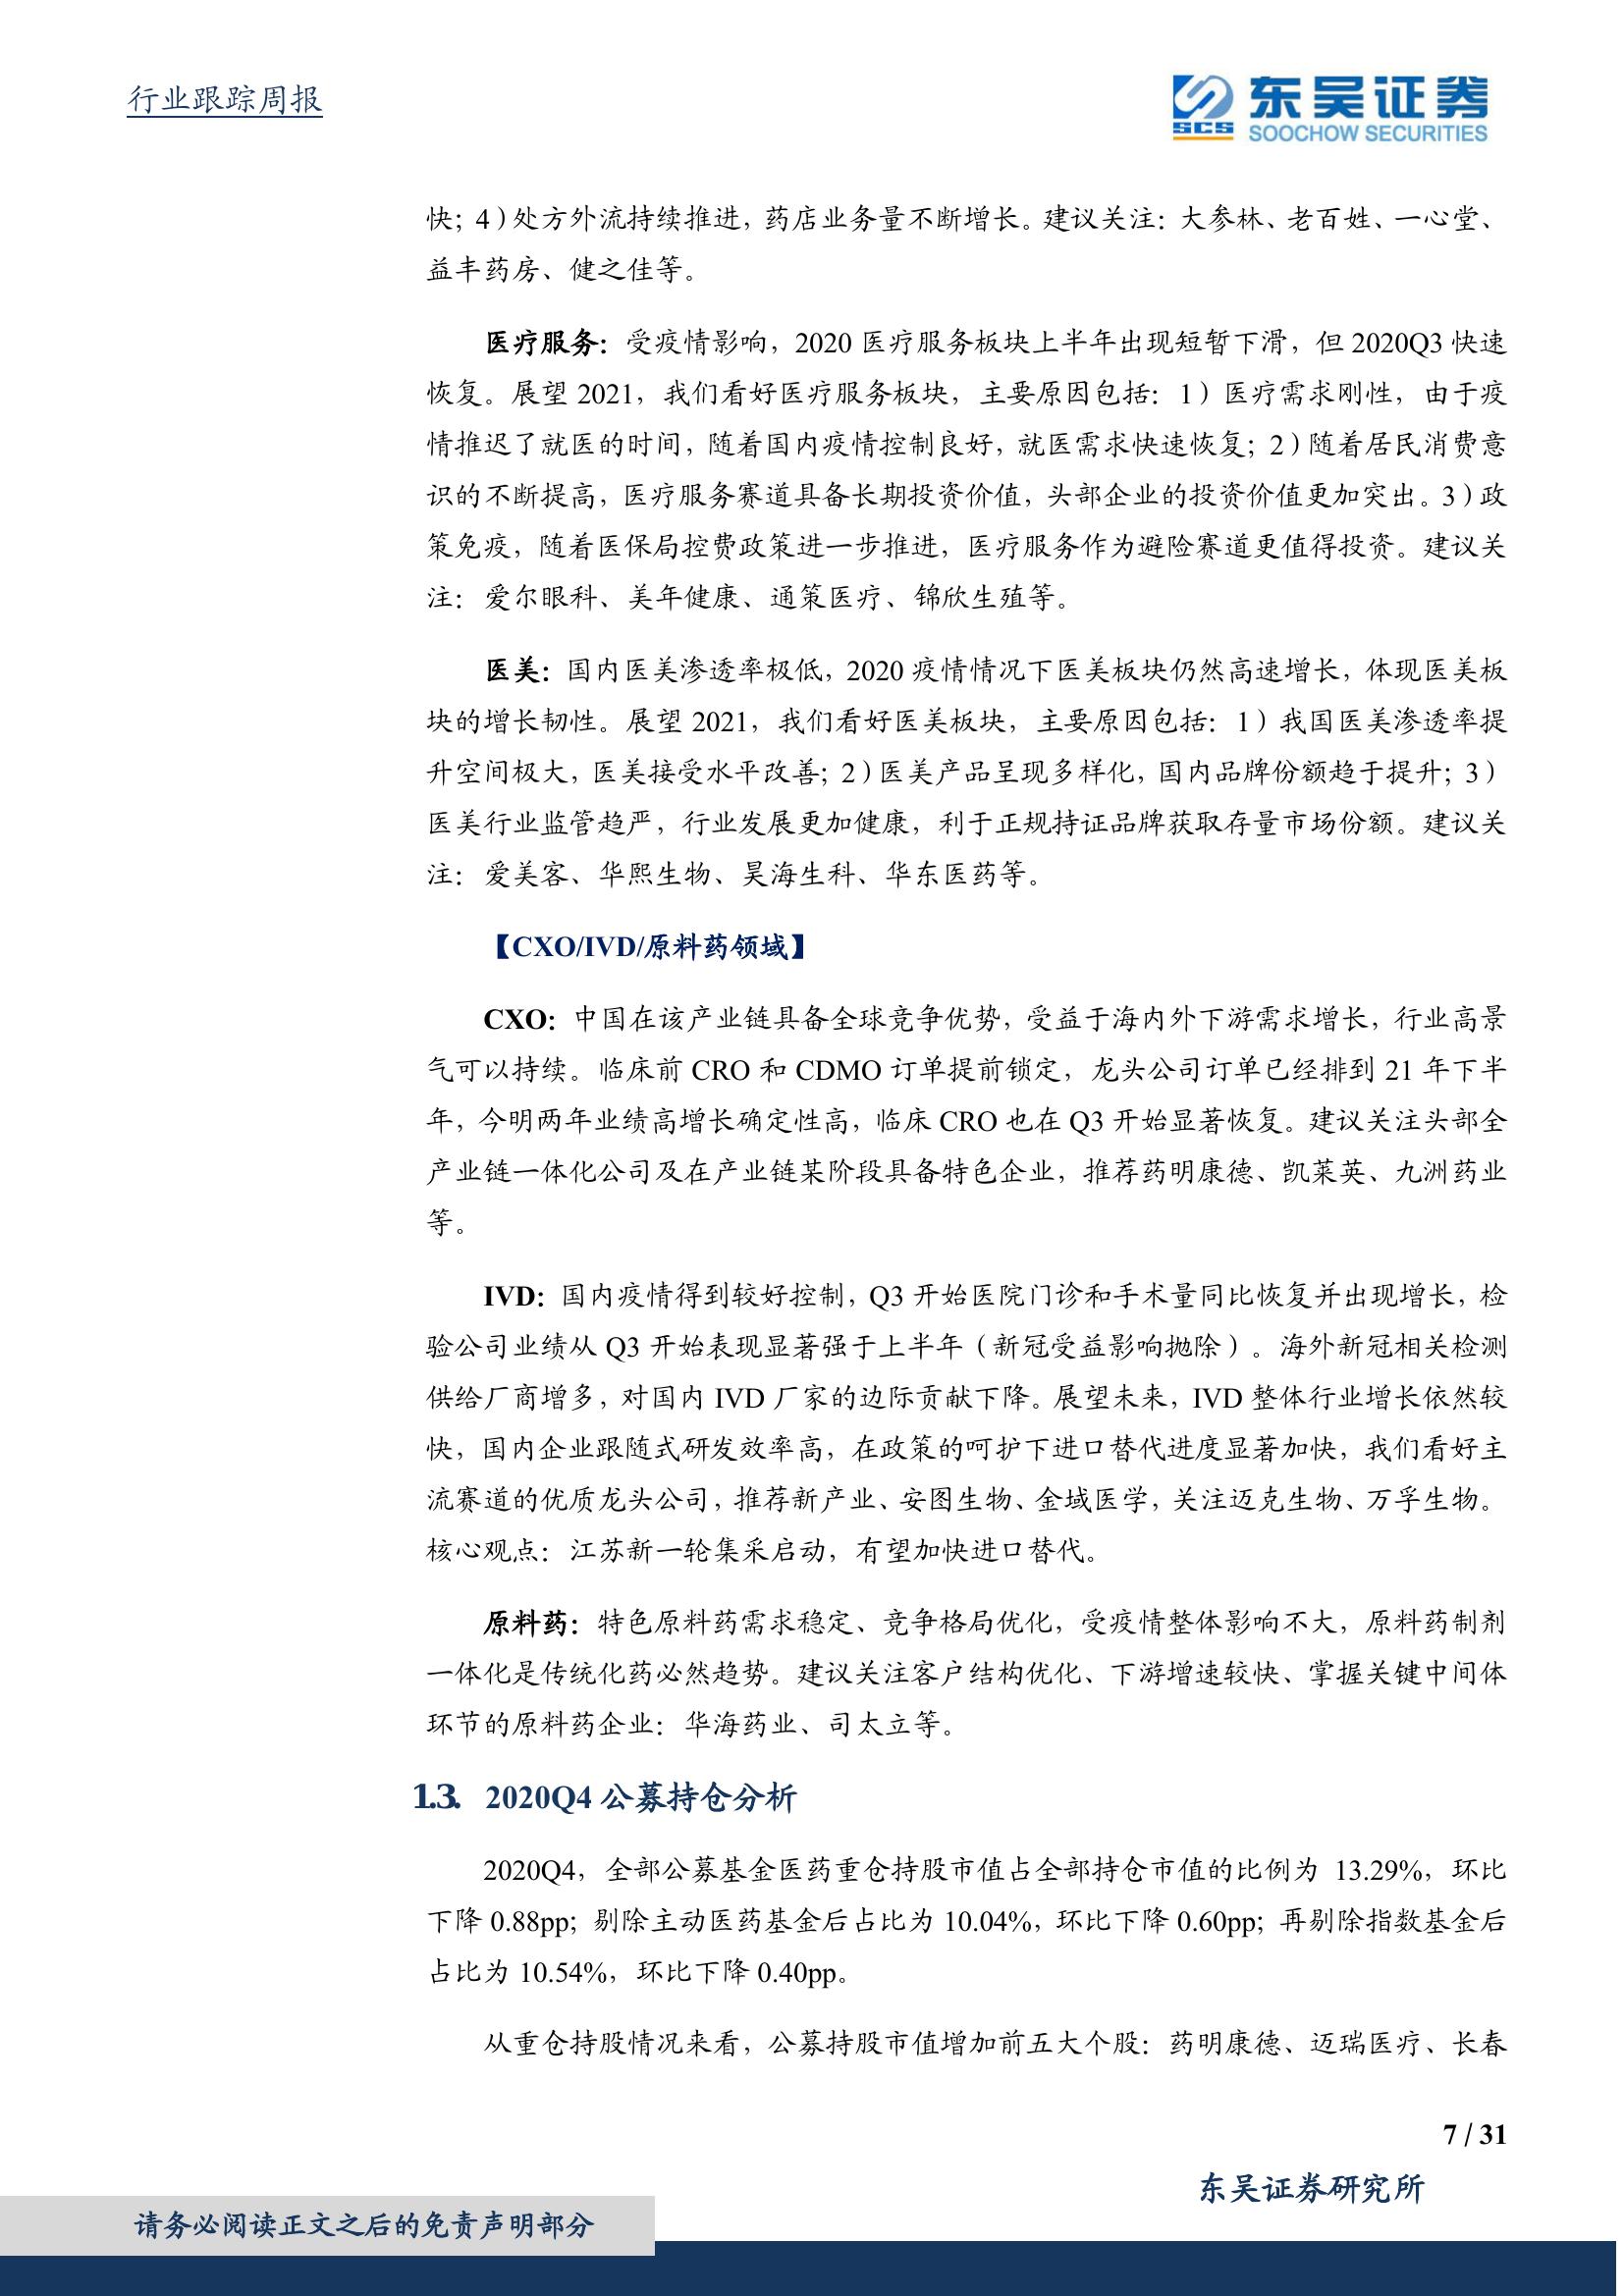 行业跟踪周报
SCS
东吴证券
SOOCHOW SECURITIES
快；4）处方外流持续推进，药店业务量不断增长。建议关注：大参林、老百姓、一心堂、
益丰药房、健之佳等。
医疗服务：受疫情影响，2020 医疗服务板块上半年出现短暂下滑，但 2020Q3 快速
恢复。展望 2021，我们看好医疗服务板块，主要原因包括：1）医疗需求刚性，由于疫
情推迟了就医的时间，随着国内疫情控制良好，就医需求快速恢复；2）随着居民消费意
识的不断提高，医疗服务赛道具备长期投资价值，头部企业的投资价值更加突出。3）政
策免疫，随着医保局控费政策进一步推进，医疗服务作为避险赛道更值得投资。建议关
注：爱尔眼科、美年健康、通策医疗、锦欣生殖等。
医美：国内医美渗透率极低，2020 疫情情况下医美板块仍然高速增长，体现医美板
块的增长韧性。展望 2021，我们看好医美板块，主要原因包括：1）我国医美渗透率提
升空间极大，医美接受水平改善；2）医美产品呈现多样化，国内品牌份额趋于提升；3）
医美行业监管趋严，行业发展更加健康，利于正规持证品牌获取存量市场份额。建议关
注：爱美客、华熙生物、昊海生科、华东医药等。
【CXO/IVD/原料药领域】
CXO：中国在该产业链具备全球竞争优势，受益于海内外下游需求增长，行业高景
气可以持续。临床前 CRO 和 CDMO 订单提前锁定，龙头公司订单已经排到 21 年下半
年，今明两年业绩高增长确定性高，临床 CRO 也在 Q3 开始显著恢复。建议关注头部全
产业链一体化公司及在产业链某阶段具备特色企业，推荐药明康德、凯莱英、九洲药业
等。
IVD：国内疫情得到较好控制，Q3 开始医院门诊和手术量同比恢复并出现增长，检
验公司业绩从 Q3 开始表现显著强于上半年（新冠受益影响抛除）。海外新冠相关检测
供给厂商增多，对国内 IVD 厂家的边际贡献下降。展望未来，IVD 整体行业增长依然较
快，国内企业跟随式研发效率高，在政策的呵护下进口替代进度显著加快，我们看好主
流赛道的优质龙头公司，推荐新产业、安图生物、金域医学，关注迈克生物、万孚生物。
核心观点：江苏新一轮集采启动，有望加快进口替代。
原料药：特色原料药需求稳定、竞争格局优化，受疫情整体影响不大，原料药制剂
一体化是传统化药必然趋势。建议关注客户结构优化、下游增速较快、掌握关键中间体
环节的原料药企业：华海药业、司太立等。
1.3. 2020Q4 公募持仓分析
2020Q4，全部公募基金医药重仓持股市值占全部持仓市值的比例为 13.29%，环比
下降 0.88pp；剔除主动医药基金后占比为 10.04%，环比下降 0.60pp；再剔除指数基金后
占比为 10.54%，环比下降 0.40pp。
从重仓持股情况来看，公募持股市值增加前五大个股：药明康德、迈瑞医疗、长春
7 / 31
东吴证券研究所
请务必阅读正文之后的免责声明部分